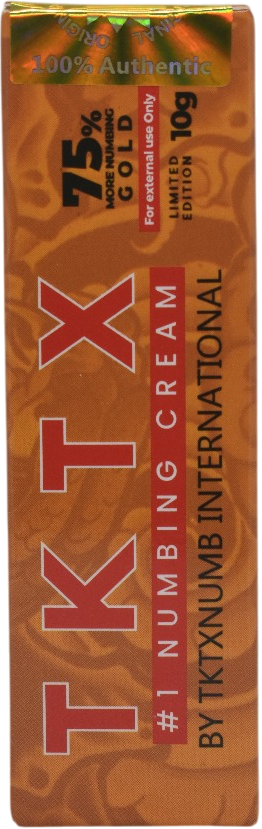 ORIGINAL
100% Authentic
TKTX
#1 NUMBING CREAM
BY TKTXNUMB INTERNATIONAL
75%
MORE NUMBING
GOLD
For external use Only
LIMITED
EDITION
10g